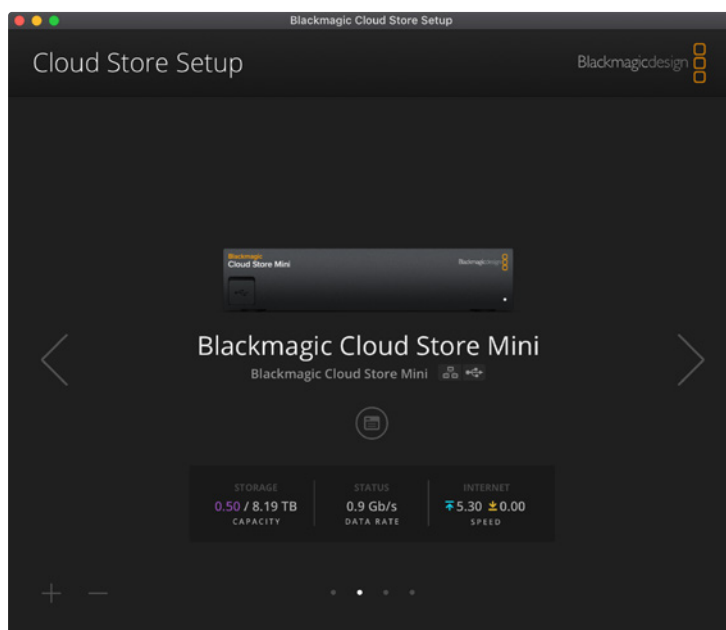 Blackmagic Cloud Store Setup
Cloud Store Setup
Blackmagicdesign
Blackmagic
Cloud Store Mini
Blackmagicdesign
Blackmagic Cloud Store Mini
Blackmagic Cloud Store Mini
STORAGE STATUS INTERNET
0.50 / 8.19 TB 0.9 Gb/s 5.30 0.00
CAPACITY DATA RATE SPEED